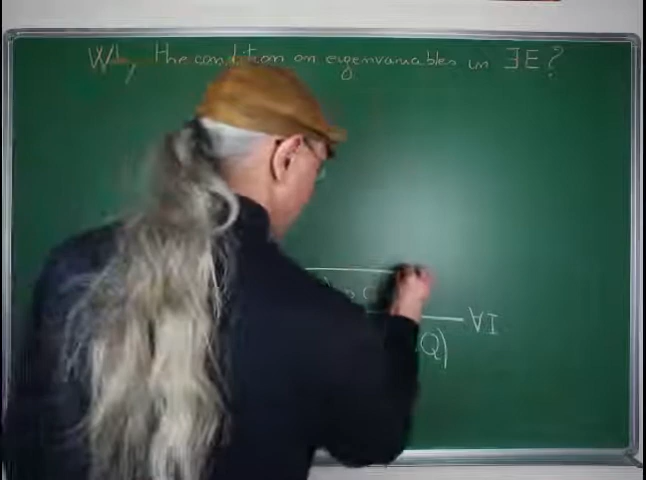 Why the condition on eigenvariables in ∃E?
∀I
Q)